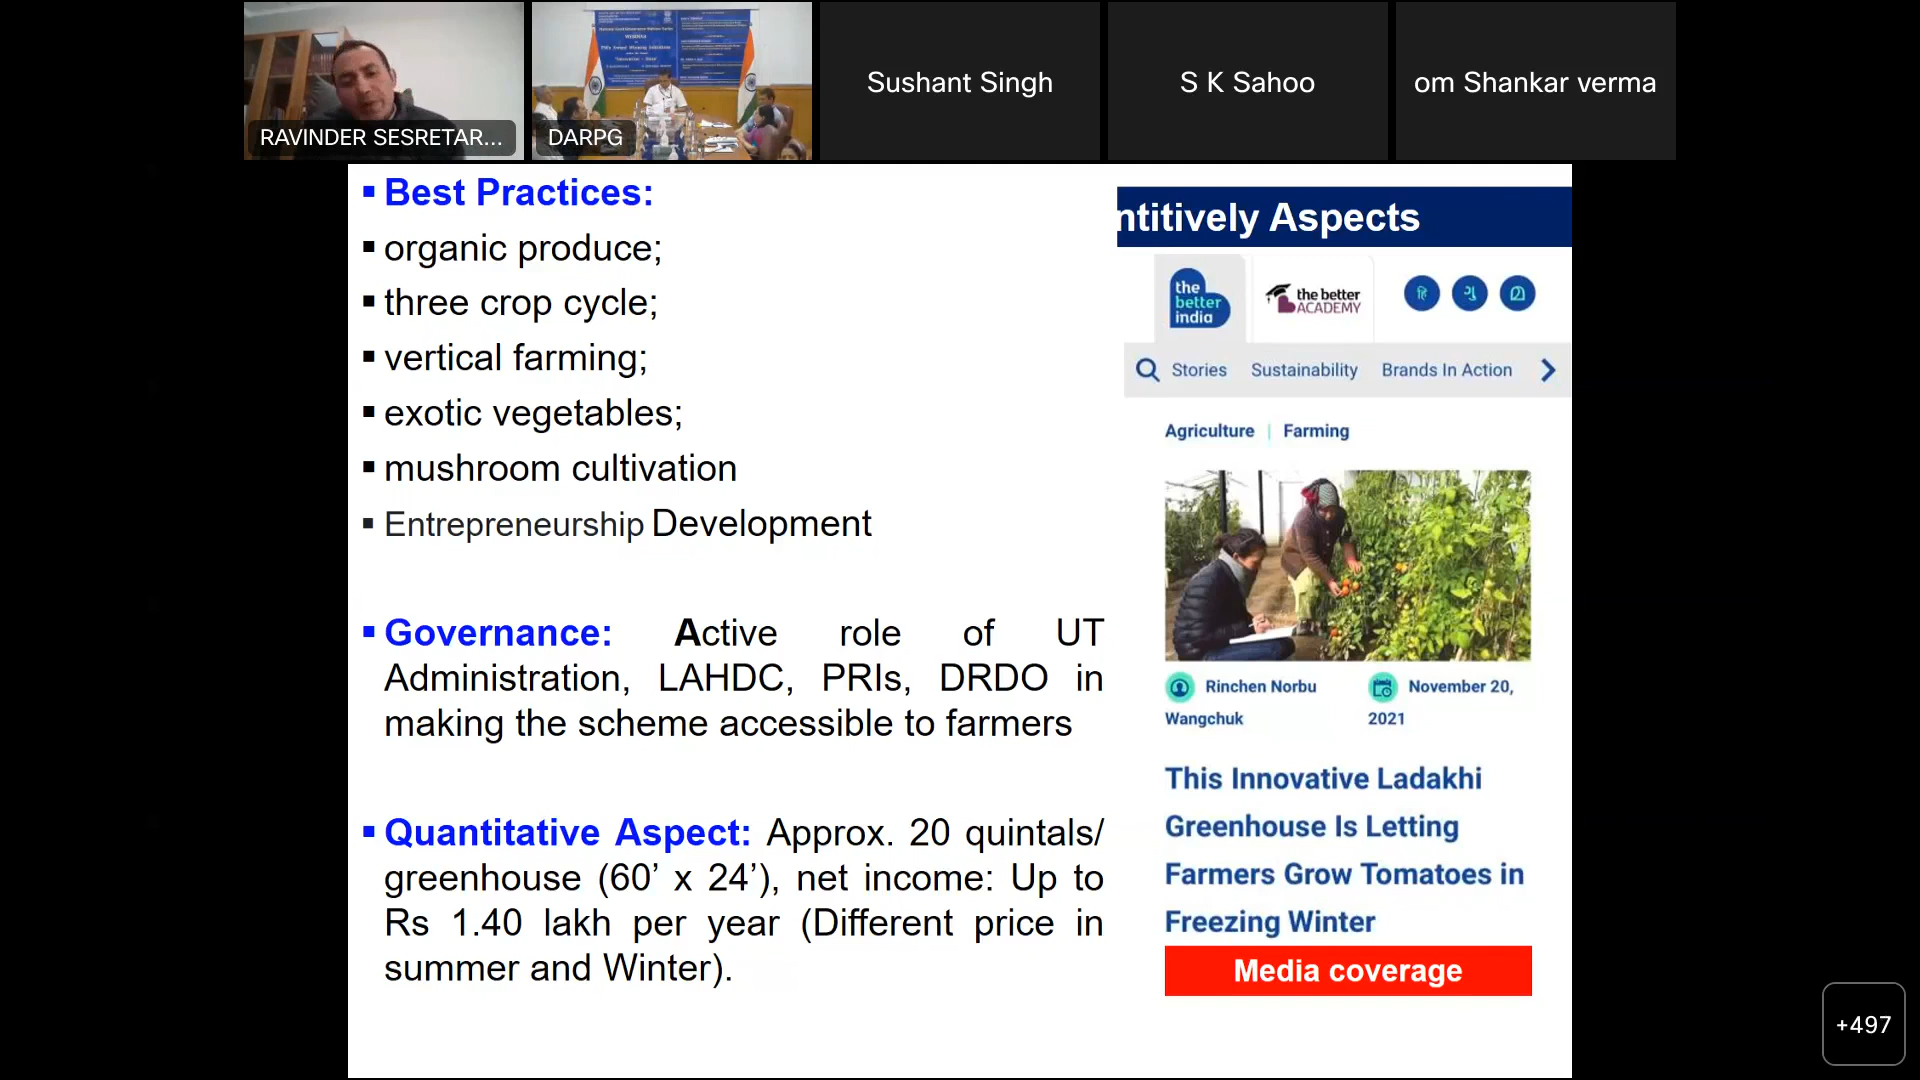 RAVINDER SESRETAR...
DARPG
Sushant Singh
S K Sahoo
om Shankar verma
Best Practices:
organic produce;
three crop cycle;
vertical farming;
exotic vegetables;
mushroom cultivation
Entrepreneurship Development
Governance: Active role of UT
Administration, LAHDC, PRIs, DRDO in
making the scheme accessible to farmers
Quantitative Aspect: Approx. 20 quintals/
greenhouse (60’ x 24’), net income: Up to
Rs 1.40 lakh per year (Different price in
summer and Winter).
ntitively Aspects
the
better
india
the better
ACADEMY
हि
ગુ
മ
Stories Sustainability Brands In Action
Agriculture | Farming
Rinchen Norbu
Wangchuk
November 20,
2021
This Innovative Ladakhi
Greenhouse Is Letting
Farmers Grow Tomatoes in
Freezing Winter
Media coverage
+497